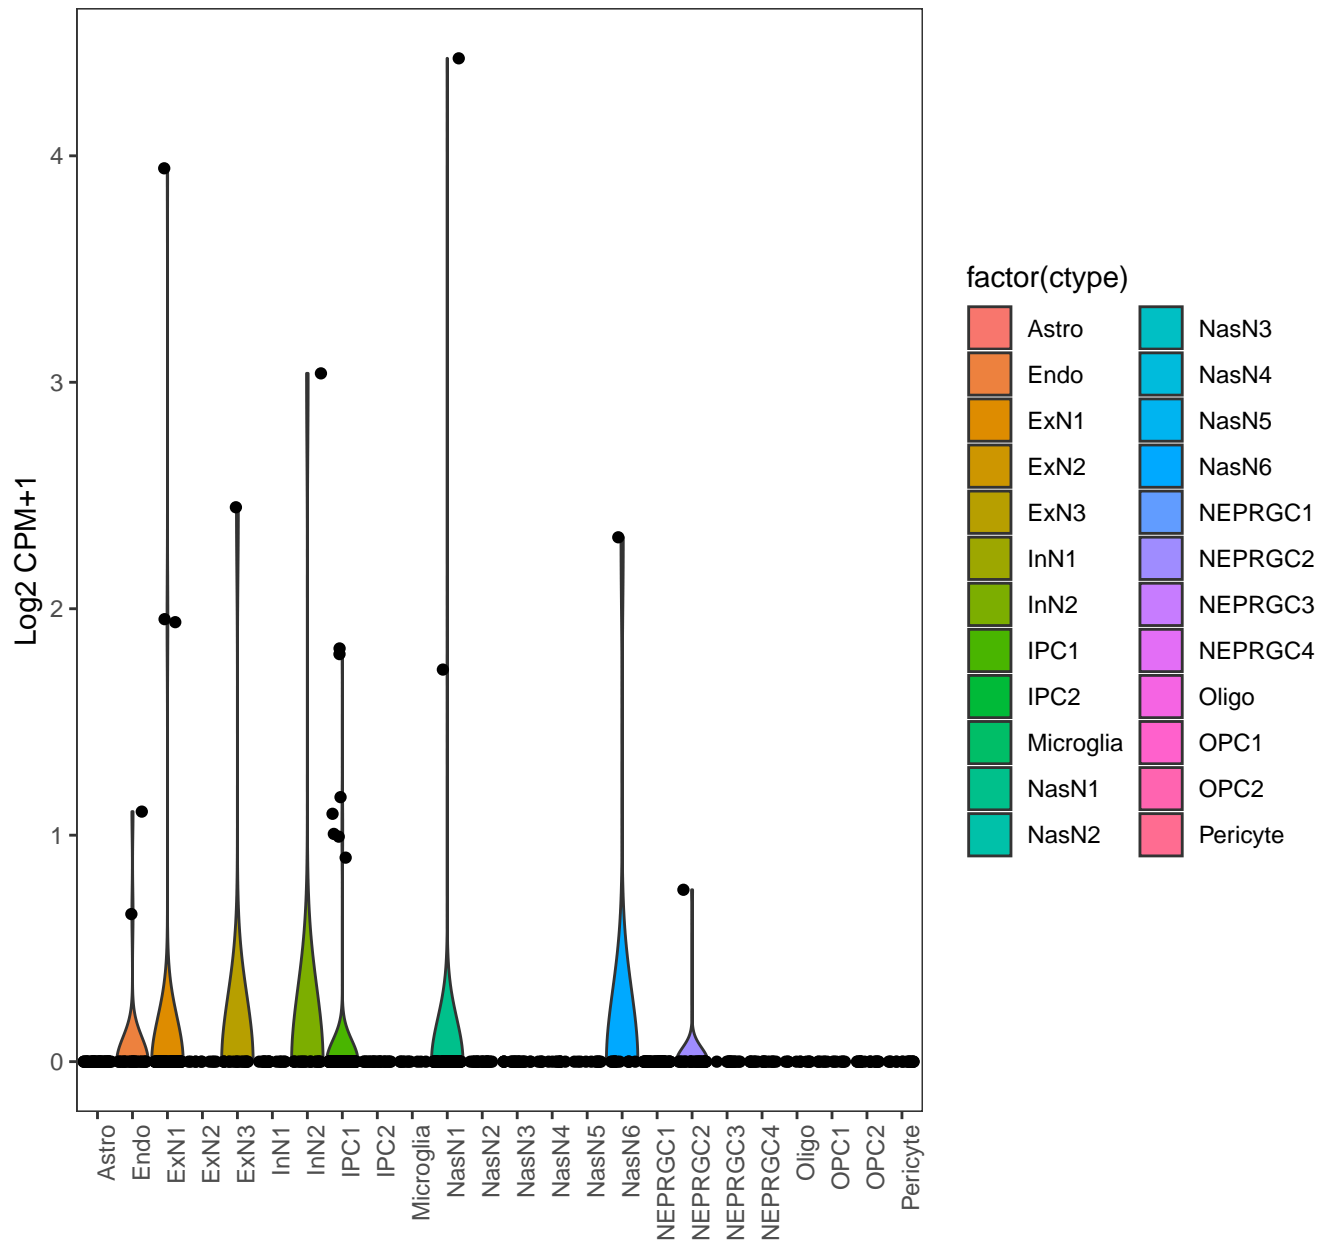 Log2 CPM+1
4
3
2
1
0
Astro
Endo
ExN1
ExN2
ExN3
InN1
InN2
IPC1
IPC2
Microglia
NasN1
NasN2
NasN3
NasN4
NasN5
NasN6
NEPRGC1
NEPRGC2
NEPRGC3
NEPRGC4
Oligo
OPC1
OPC2
Pericyte
factor(ctype)
Astro
Endo
ExN1
ExN2
ExN3
InN1
InN2
IPC1
IPC2
Microglia
NasN1
NasN2
NasN3
NasN4
NasN5
NasN6
NEPRGC1
NEPRGC2
NEPRGC3
NEPRGC4
Oligo
OPC1
OPC2
Pericyte